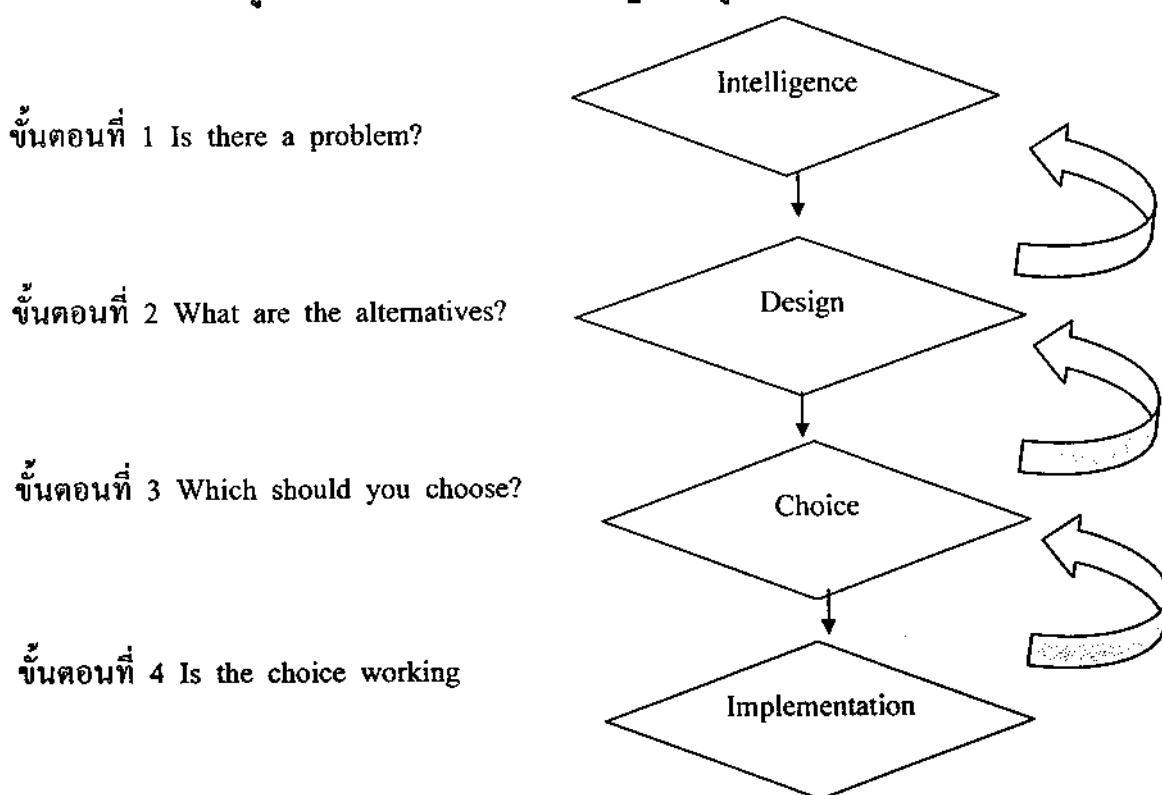 Intelligence
ขั้นตอนที่ 1 Is there a problem?
ขั้นตอนที่ 2 What are the alternatives?
Design
ขั้นตอนที่ 3 Which should you choose?
Choice
ขั้นตอนที่ 4 Is the choice working
Implementation